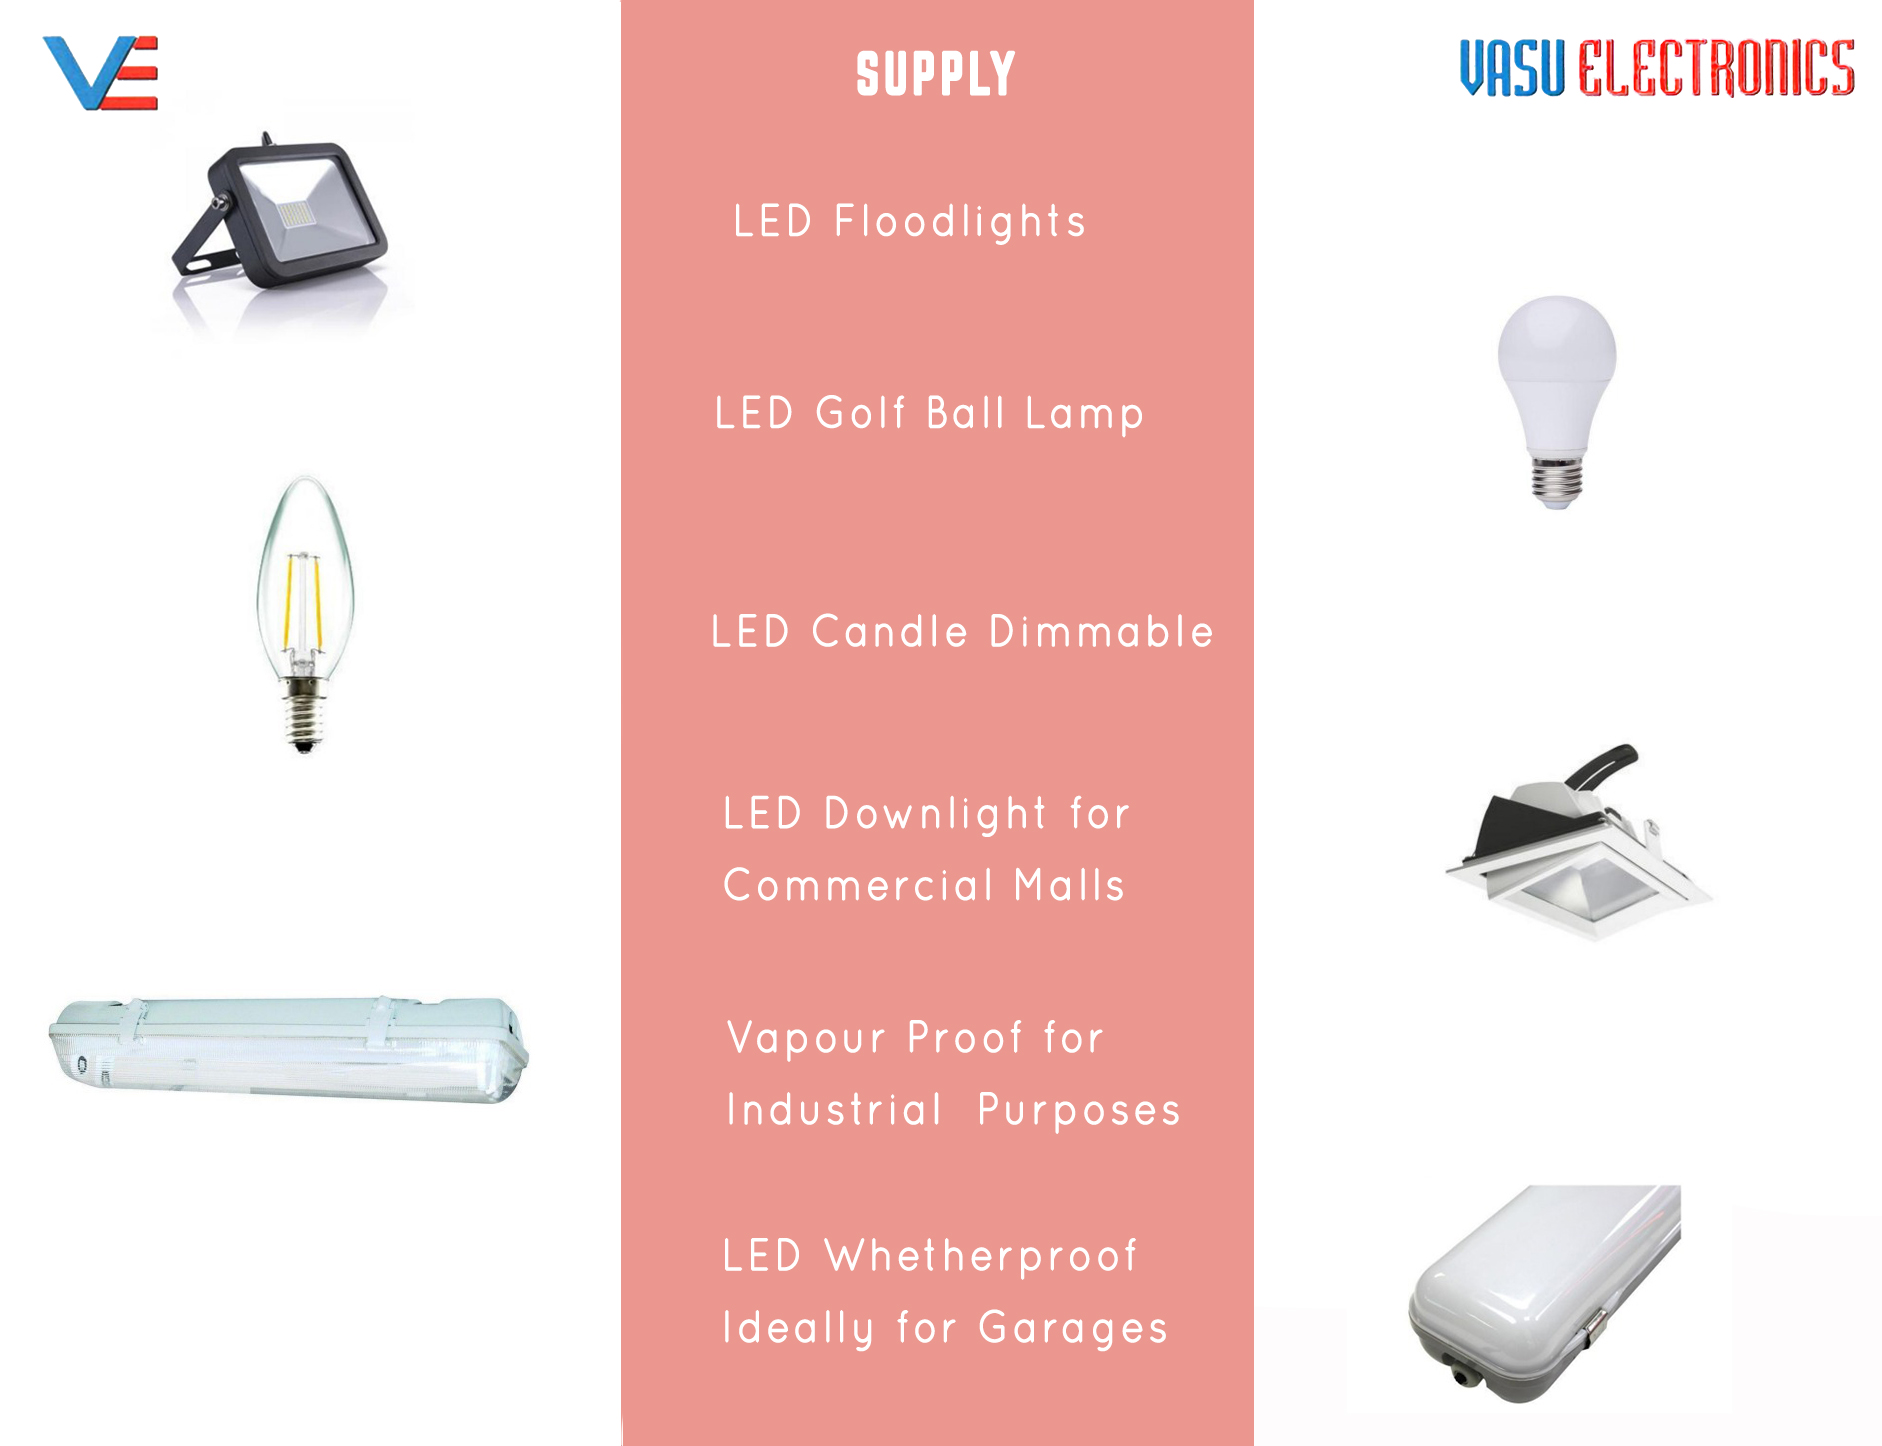 VE
SUPPLY
VASU ELECTRONICS
LED Floodlights
LED Golf Ball Lamp
LED Candle Dimmable
LED Downlight for
Commercial Malls
Vapour Proof for
Industrial Purposes
LED Whetherproof
Ideally for Garages